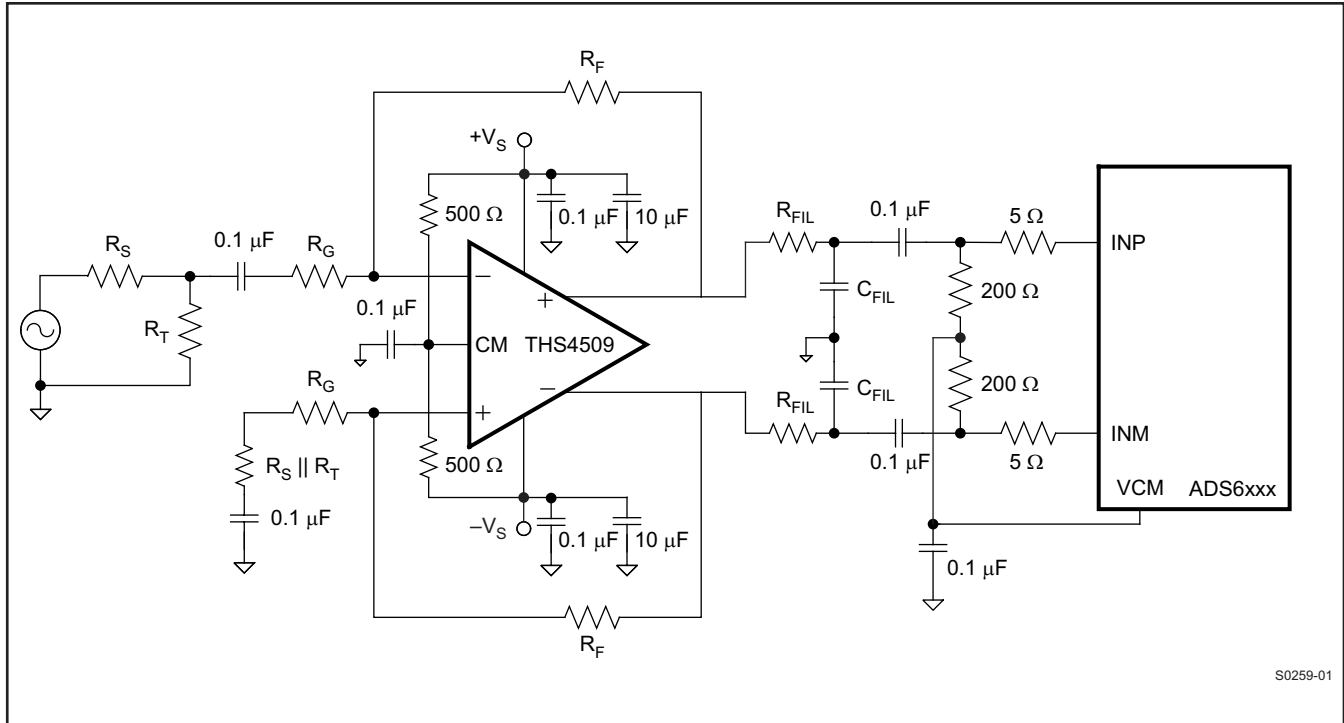 R_F
+V_S
500 Ω
0.1 μF
10 μF
R_S
0.1 μF
R_G
R_T
−
+
CM
THS4509
0.1 μF
R_G
+
−
R_S || R_T
0.1 μF
500 Ω
−V_S
0.1 μF
10 μF
R_F
R_FIL
0.1 μF
5 Ω
INP
C_FIL
200 Ω
C_FIL
200 Ω
R_FIL
0.1 μF
5 Ω
INM
VCM
ADS6xxx
0.1 μF
S0259-01